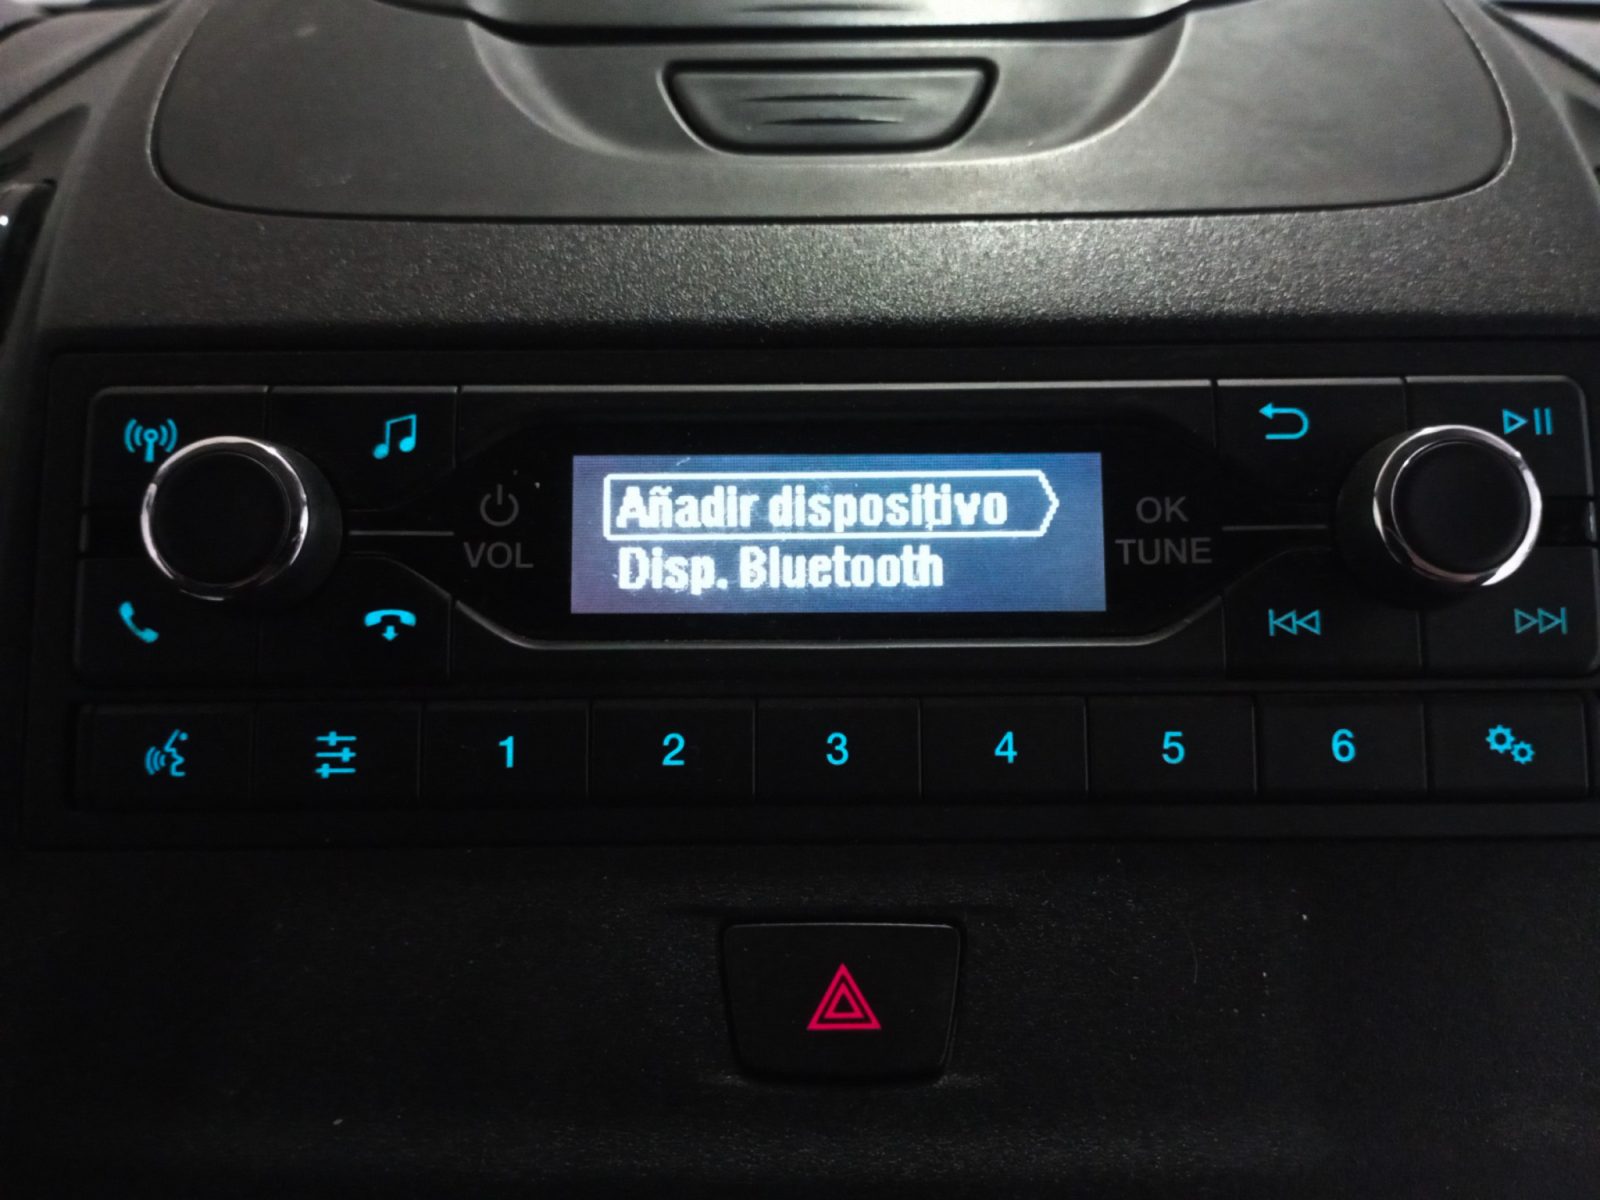 Añadir dispositivo
Disp. Bluetooth
VOL
OK
TUNE
1 2 3 4 5 6